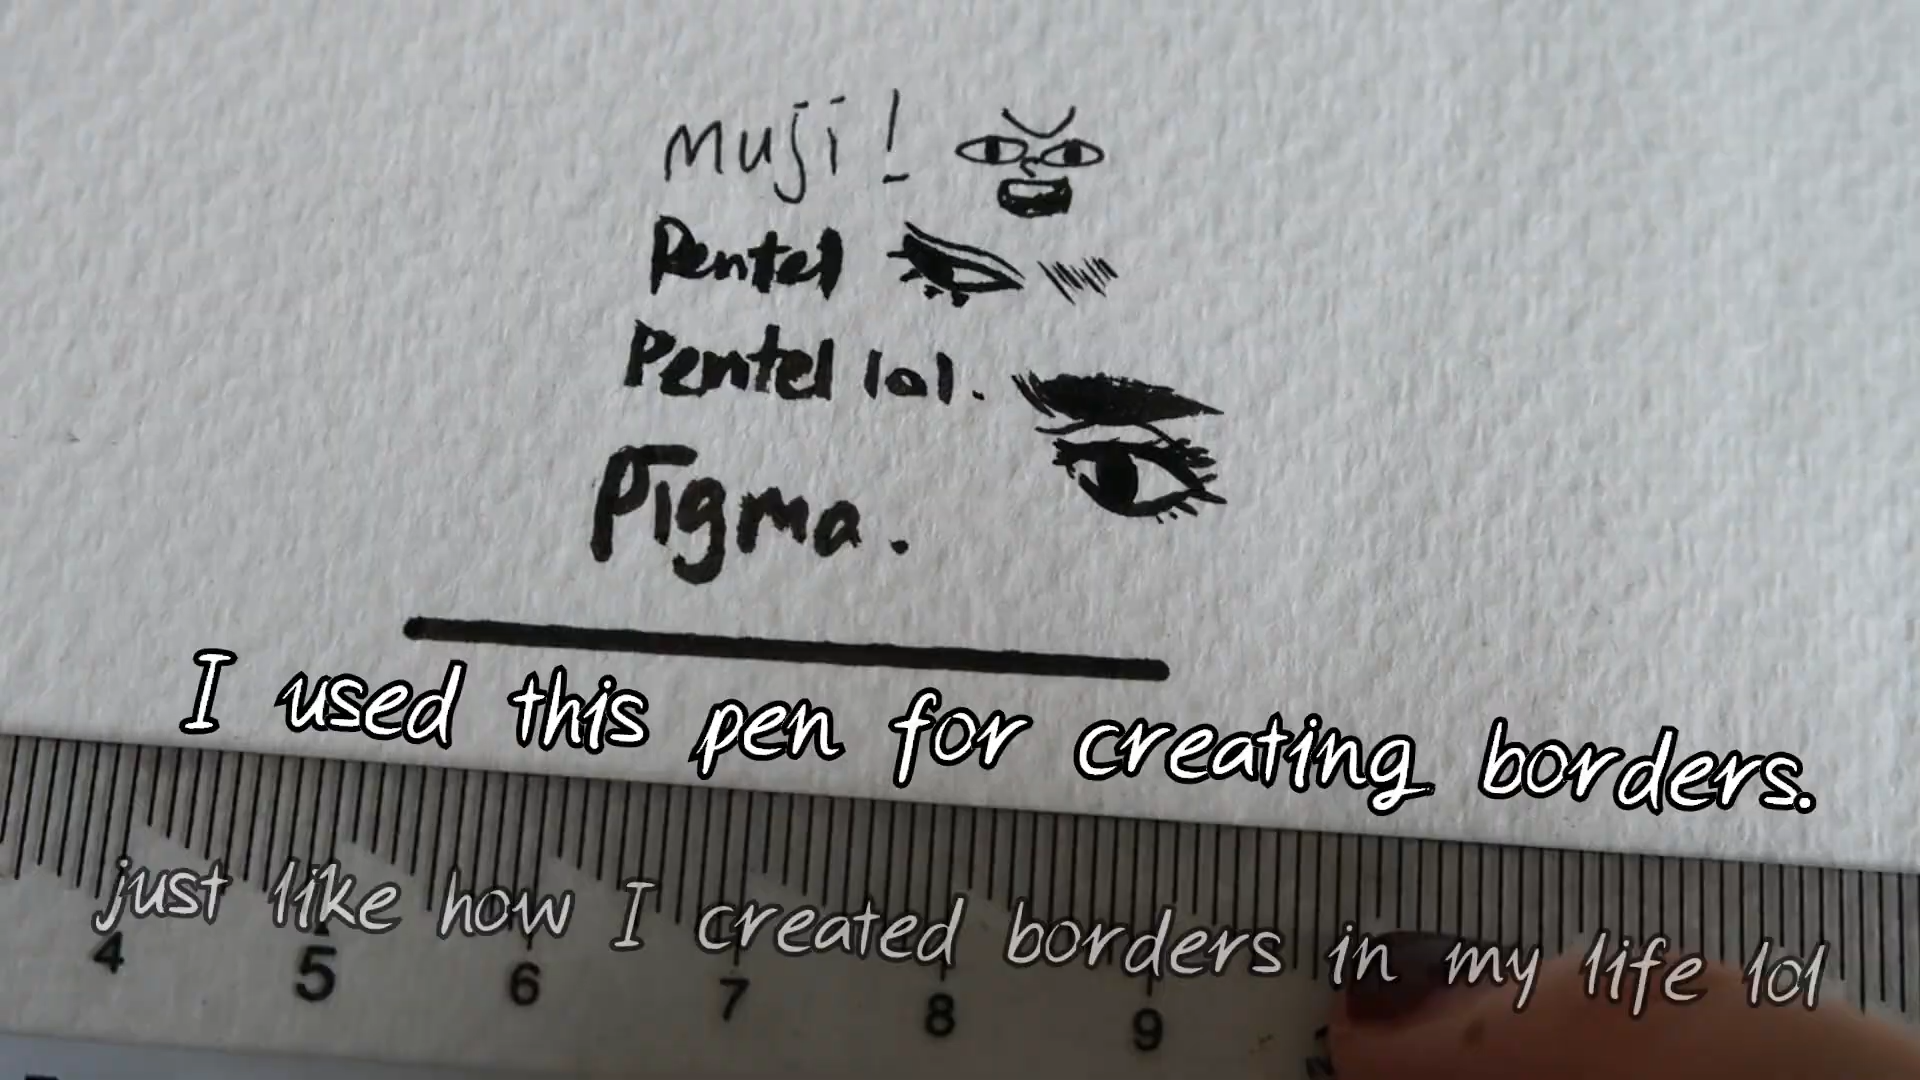 muji!
Pentel
Pentel lol.
Pigma.
I used this pen for creating borders.
just like how I created borders in my life lol
4 5 6 7 8 9